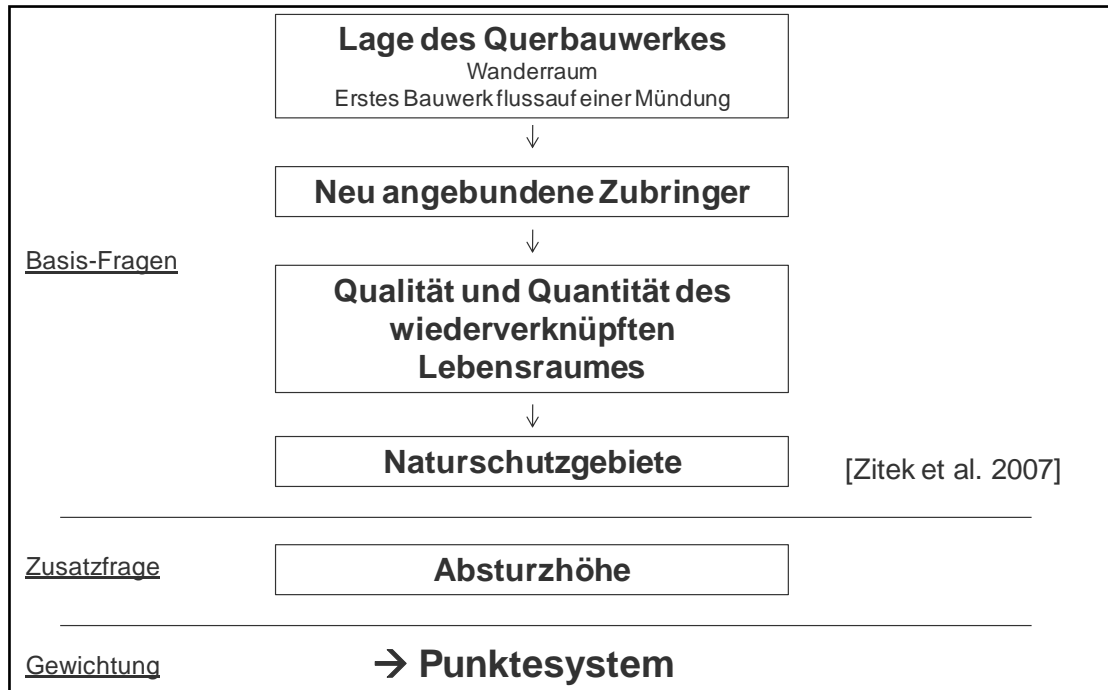 Lage des Querbauwerkes
Wanderraum
Erstes Bauwerk flussauf einer Mündung
↓
Neu angebundene Zubringer
↓
Basis-Fragen
Qualität und Quantität des
wiederverknüpften
Lebensraumes
↓
Naturschutzgebiete
[Zitek et al. 2007]
Zusatzfrage
Absturzhöhe
Gewichtung
→ Punktesystem